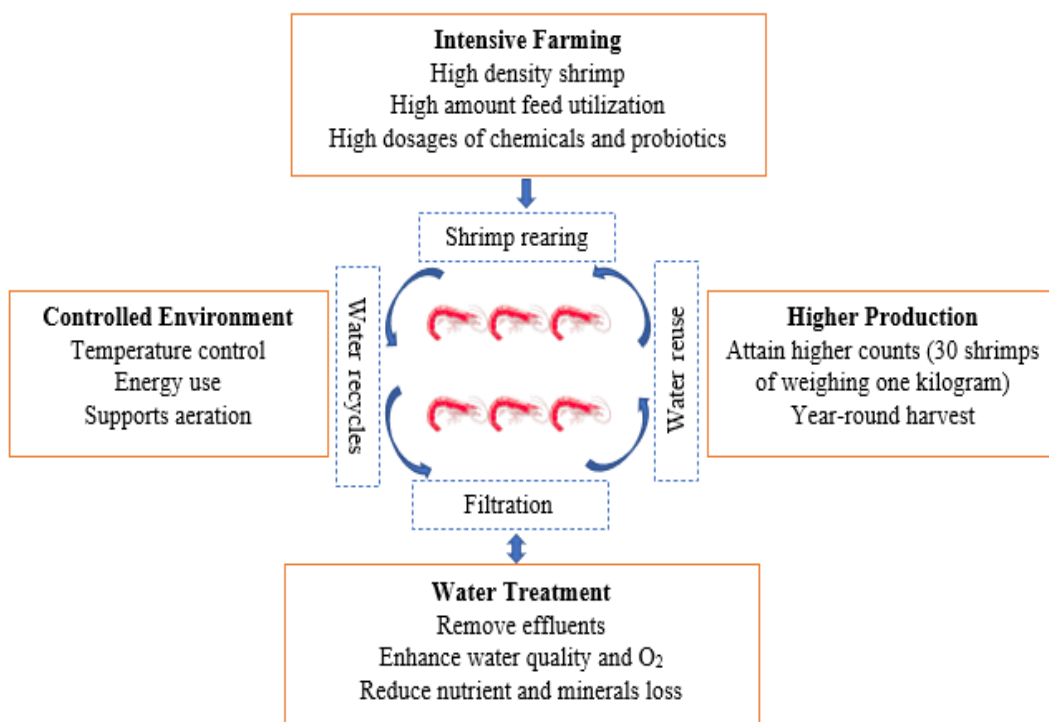 Intensive Farming
High density shrimp
High amount feed utilization
High dosages of chemicals and probiotics
Shrimp rearing
Controlled Environment
Temperature control
Energy use
Supports aeration
Water recycles
Water reuse
Higher Production
Attain higher counts (30 shrimps
of weighing one kilogram)
Year-round harvest
Filtration
Water Treatment
Remove effluents
Enhance water quality and O₂
Reduce nutrient and minerals loss